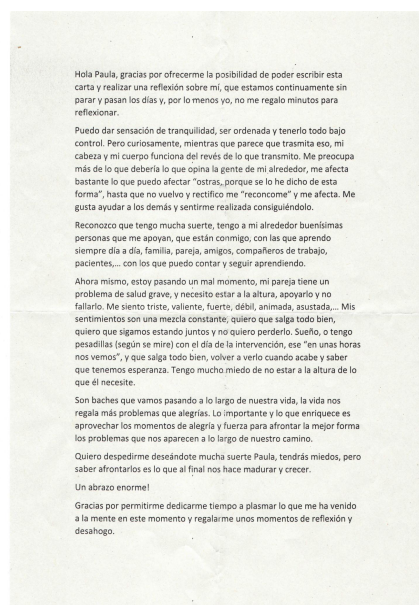 Hola Paula, gracias por ofrecerme la posibilidad de poder escribir esta
carta y realizar una reflexión sobre mí, que estamos continuamente sin
parar y pasan los días y, por lo menos yo, no me regalo minutos para
reflexionar.
Puedo dar sensación de tranquilidad, ser ordenada y tenerlo todo bajo
control. Pero curiosamente, mientras que parece que trasmita eso, mi
cabeza y mi cuerpo funciona del revés de lo que transmito. Me preocupa
más de lo que debería lo que opina la gente de mi alrededor, me afecta
bastante lo que puedo afectar "ostras, porque se lo he dicho de esta
forma", hasta que no vuelvo y rectifico me "reconcome" y me afecta. Me
gusta ayudar a los demás y sentirme realizada consiguiéndolo.
Reconozco que tengo mucha suerte, tengo a mi alrededor buenísimas
personas que me apoyan, que están conmigo, con las que aprendo
siempre día a día, familia, pareja, amigos, compañeros de trabajo,
pacientes,... con los que puedo contar y seguir aprendiendo.
Ahora mismo, estoy pasando un mal momento, mi pareja tiene un
problema de salud grave, y necesito estar a la altura, apoyarlo y no
fallarlo. Me siento triste, valiente, fuerte, débil, animada, asustada,... Mis
sentimientos son una mezcla constante, quiero que salga todo bien,
quiero que sigamos estando juntos y no quiero perderlo. Sueño, o tengo
pesadillas (según se mire) con el día de la intervención, ese "en unas horas
nos vemos", y que salga todo bien, volver a verlo cuando acabe y saber
que tenemos esperanza. Tengo mucho miedo de no estar a la altura de lo
que él necesite.
Son baches que vamos pasando a lo largo de nuestra vida, la vida nos
regala más problemas que alegrías. Lo importante y lo que enriquece es
aprovechar los momentos de alegría y fuerza para afrontar la mejor forma
los problemas que nos aparecen a lo largo de nuestro camino.
Quiero despedirme deseándote mucha suerte Paula, tendrás miedos, pero
saber afrontarlos es lo que al final nos hace madurar y crecer.
Un abrazo enorme!
Gracias por permitirme dedicarme tiempo a plasmar lo que me ha venido
a la mente en este momento y regalarme unos momentos de reflexión y
desahogo.